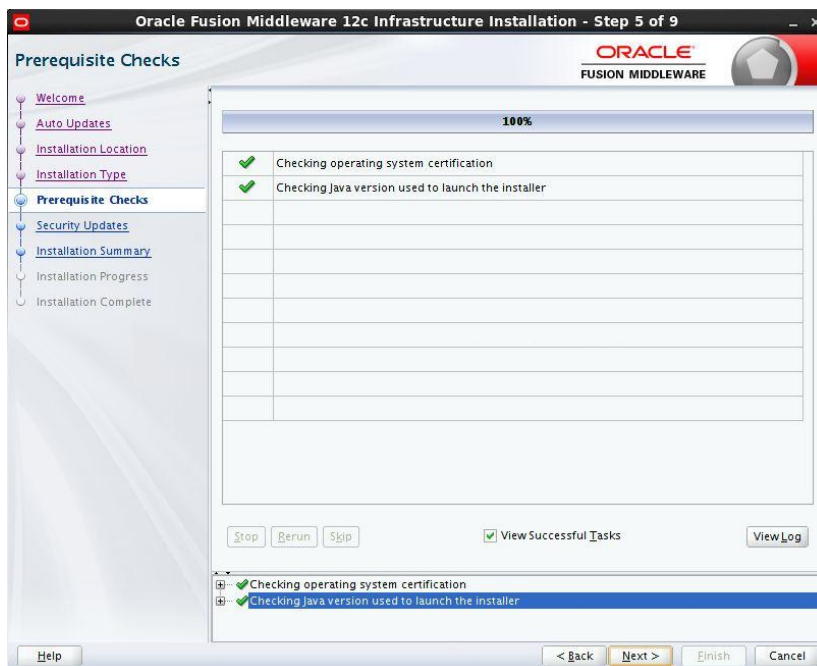 Oracle Fusion Middleware 12c Infrastructure Installation - Step 5 of 9
Prerequisite Checks
ORACLE
FUSION MIDDLEWARE
Welcome
Auto Updates
Installation Location
Installation Type
Prerequisite Checks
Security Updates
Installation Summary
Installation Progress
Installation Complete
100%
Checking operating system certification
Checking Java version used to launch the installer
Stop Rerun Skip View Successful Tasks View Log
Checking operating system certification
Checking Java version used to launch the installer
Help < Back Next > Finish Cancel